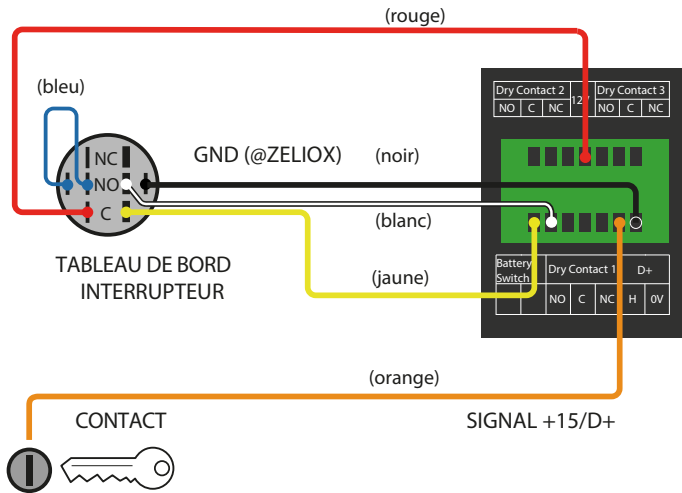 (rouge)
(bleu)
Dry Contact 2
12V
Dry Contact 3
NO C NC
NO C NC
NC
NO
C
GND (@ZELIOX)
(noir)
(blanc)
(jaune)
TABLEAU DE BORD
INTERRUPTEUR
Battery
Switch
Dry Contact 1
D+
NO C NC H 0V
(orange)
CONTACT
SIGNAL +15/D+